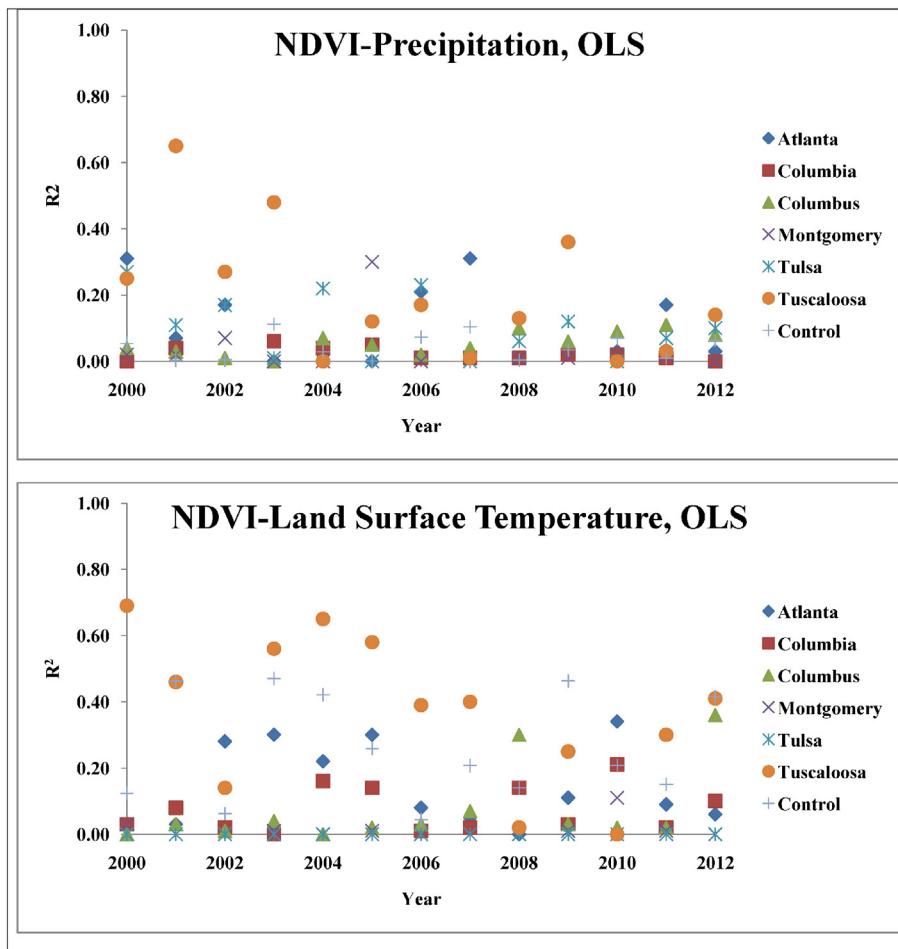 NDVI-Precipitation, OLS
1.00
0.80
0.60
0.40
0.20
0.00
R2
2000 2002 2004 2006 2008 2010 2012
Year
Atlanta
Columbia
Columbus
Montgomery
Tulsa
Tuscaloosa
Control
NDVI-Land Surface Temperature, OLS
1.00
0.80
0.60
0.40
0.20
0.00
R²
2000 2002 2004 2006 2008 2010 2012
Year
Atlanta
Columbia
Columbus
Montgomery
Tulsa
Tuscaloosa
Control